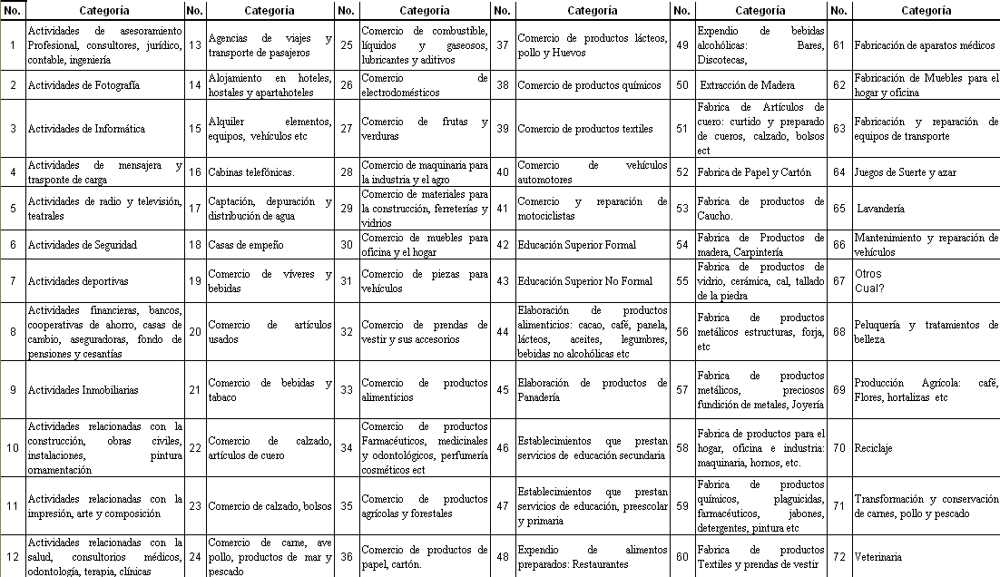 No. Categoría
1 Actividades de asesoramiento
Profesional, consultores, jurídico,
contable, ingeniería
2 Actividades de Fotografía
3 Actividades de Informática
4 Actividades de mensajera y
trasponte de carga
5 Actividades de radio y televisión,
teatrales
6 Actividades de Seguridad
7 Actividades deportivas
8 Actividades financieras, bancos,
cooperativas de ahorro, casas de
cambio, aseguradoras, fondo de
pensiones y cesantías
9 Actividades Inmobiliarias
10 Actividades relacionadas con la
construcción, obras civiles,
instalaciones, pintura
ornamentación
11 Actividades relacionadas con la
impresión, arte y composición
12 Actividades relacionadas con la
salud, consultorios médicos,
odontología, terapia, clínicas
No. Categoría
13 Agencias de viajes y
transporte de pasajeros
14 Alojamiento en hoteles,
hostales y apartahoteles
15 Alquiler elementos,
equipos, vehículos etc
16 Cabinas telefónicas.
17 Captación, depuración y
distribución de agua
18 Casas de empeño
19 Comercio de víveres y
bebidas
20 Comercio de artículos
usados
21 Comercio de bebidas y
tabaco
22 Comercio de calzado,
artículos de cuero
23 Comercio de calzado, bolsos
24 Comercio de carne, ave
pollo, productos de mar y
pescado
No. Categoría
25 Comercio de combustible,
líquidos y gaseosos,
lubricantes y aditivos
26 Comercio de
electrodomésticos
27 Comercio de frutas y
verduras
28 Comercio de maquinaria para
la industria y el agro
29 Comercio de materiales para
la construcción, ferreterías y
vidrios
30 Comercio de muebles para
oficina y el hogar
31 Comercio de piezas para
vehículos
32 Comercio de prendas de
vestir y sus accesorios
33 Comercio de productos
alimenticios
34 Comercio de productos
Farmacéuticos, medicinales
y odontológicos, perfumería
cosméticos ect
35 Comercio de productos
agrícolas y forestales
36 Comercio de productos de
papel, cartón.
No. Categoría
37 Comercio de productos lácteos,
pollo y Huevos
38 Comercio de productos químicos
39 Comercio de productos textiles
40 Comercio de vehículos
automotores
41 Comercio y reparación de
motociclistas
42 Educación Superior Formal
43 Educación Superior No Formal
44 Elaboración de productos
alimenticios: cacao, café, panela,
lácteos, aceites, legumbres,
bebidas no alcohólicas etc
45 Elaboración de productos de
Panadería
46 Establecimientos que prestan
servicios de educación secundaria
47 Establecimientos que prestan
servicios de educación, preescolar
y primaria
48 Expendio de alimentos
preparados: Restaurantes
No. Categoría
49 Expendio de bebidas
alcohólicas: Bares,
Discotecas,
50 Extracción de Madera
51 Fabrica de Artículos de
cuero: curtido y preparado
de cueros, calzado, bolsos
ect
52 Fabrica de Papel y Cartón
53 Fabrica de productos de
Caucho.
54 Fabrica de Productos de
madera, Carpintería
55 Fabrica de productos de
vidrio, cerámica, cal, tallado
de la piedra
56 Fabrica de productos
metálicos estructuras, forja,
etc
57 Fabrica de productos
metálicos, preciosos
fundición de metales, Joyería
58 Fabrica de productos para el
hogar, oficina e industria:
maquinaria, hornos, etc.
59 Fabrica de productos
químicos, plaguicidas,
farmacéuticos, jabones,
detergentes, pintura etc
60 Fabrica de productos
Textiles y prendas de vestir
No. Categoría
61 Fabricación de aparatos médicos
62 Fabricación de Muebles para el
hogar y oficina
63 Fabricación y reparación de
equipos de transporte
64 Juegos de Suerte y azar
65 Lavandería
66 Mantenimiento y reparación de
vehículos
67 Otros
Cual?
68 Peluquería y tratamientos de
belleza
69 Producción Agrícola: café,
Flores, hortalizas etc
70 Reciclaje
71 Transformación y conservación
de carnes, pollo y pescado
72 Veterinaria